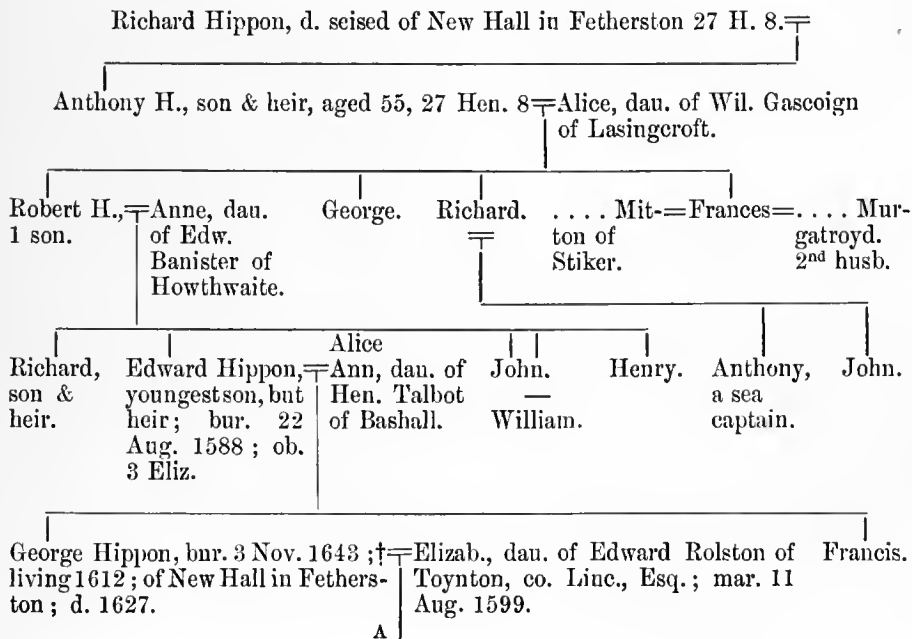 Richard Hippon, d. seised of New Hall in Fetherston 27 H. 8.=
Anthony H., son & heir, aged 55, 27 Hen. 8=Alice, dau. of Wil. Gascoign
of Lasingcroft.
Robert H.,=Anne, dau. George. Richard. .... Mit-=Frances=.... Mur-
1 son. of Edw. = ton of gatroyd.
Banister of Stiker. 2nd husb.
Howthwaite.
Alice
Richard, Edward Hippon,=Ann, dau. of John. Henry. Anthony, John.
son & youngest son, but Hen. Talbot — a sea
heir. heir; bur. 22 of Bashall. William. captain.
Aug. 1588; ob.
3 Eliz.
George Hippon, bur. 3 Nov. 1643;†=Elizab., dau. of Edward Rolston of Francis.
living 1612; of New Hall in Fethers- Toynton, co. Linc., Esq.; mar. 11
ton; d. 1627. Aug. 1599.
A